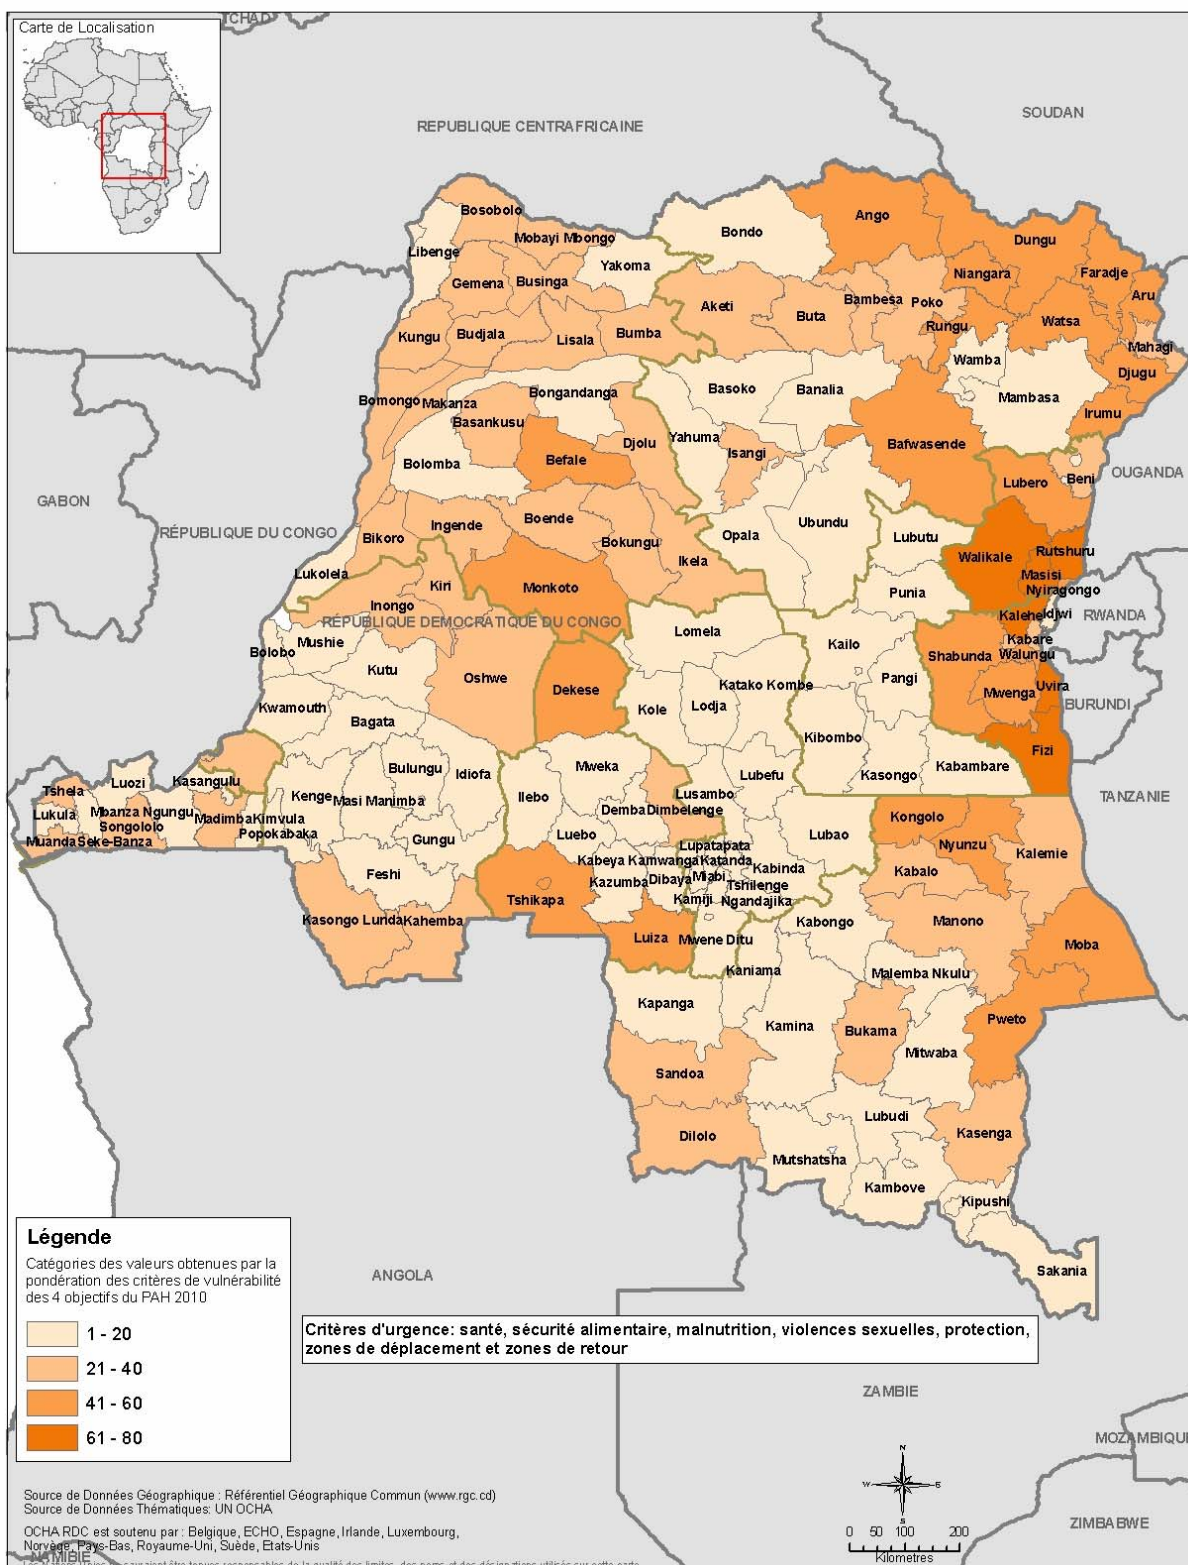 Carte de Localisation
TCHAD
SOUDAN
REPUBLIQUE CENTRAFRICAINE
Bosobolo
Ango
Bondo
Mobayi Mbongo
Dungu
Libenge
Yakoma
Niangara
Faradje
Gemena
Businga
Aru
Bambesa
Poko
Aketi
Buta
Watsa
Rungu
Kungu
Budjala
Lisala
Bumba
Mahagi
Wamba
Djugu
Basoko
Banalia
Bongandanga
Mambasa
Bomongo
Makanza
Irumu
Basankusu
Yahuma
Djolu
Bafwasende
Isangi
Befale
Bolomba
OUGANDA
Lubero
Beni
GABON
Boende
Ubundu
Ingende
RÉPUBLIQUE DU CONGO
Bikoro
Opala
Lubutu
Bokungu
Rutshuru
Walikale
Ikela
Lukolela
Masisi
Kiri
Monkoto
Punia
Nyiragongo
Inongo
Kalehe
Idjwi
RWANDA
RÉPUBLIQUE DÉMOCRATIQUE DU CONGO
Lomela
Mushie
Kailo
Kabare
Bolobo
Walungu
Shabunda
Kutu
Oshwe
Pangi
Katako Kombe
Dekese
Mwenga
Uvira
Kole
Lodja
BURUNDI
Kwamouth
Bagata
Kibombo
Fizi
Kabambare
Mweka
Bulungu
Idiofa
Kasongo
Lubefu
Luozi
Kasangulu
Tshela
Kenge
Masi Manimba
Ilebo
Lusambo
TANZANIE
Lukula
Mbanza Ngungu
Madimba
Kimvula
Demba
Dimbelenge
Songololo
Kongolo
Popokabaka
Luebo
Lubao
Muanda
Seke-Banza
Gungu
Lupatapata
Nyunzu
Kalemie
Kabeya Kamwanga
Katanda
Kabinda
Kabalo
Feshi
Kazumba
Dibaya
Miabi
Tshilenge
Tshikapa
Kamiji
Ngandajika
Kasongo Lunda
Kahemba
Kabongo
Manono
Luiza
Mwene Ditu
Moba
Kaniama
Malemba Nkulu
Kapanga
Kamina
Bukama
Pweto
Mitwaba
Sandoa
Lubudi
Kasenga
Dilolo
Mutshatsha
Kambove
Kipushi
Sakania
ANGOLA
Légende
Catégories des valeurs obtenues par la
pondération des critères de vulnérabilité
des 4 objectifs du PAH 2010
1 - 20
21 - 40
41 - 60
61 - 80
Critères d'urgence: santé, sécurité alimentaire, malnutrition, violences sexuelles, protection,
zones de déplacement et zones de retour
ZAMBIE
MOZAMBIQUE
N
W
E
S
Source de Données Géographique : Référentiel Géographique Commun (www.rgc.cd)
Source de Données Thématiques: UN OCHA
OCHA RDC est soutenu par : Belgique, ECHO, Espagne, Irlande, Luxembourg,
Norvège, Pays-Bas, Royaume-Uni, Suède, Etats-Unis
NAMIBIE
ZIMBABWE
0 50 100 200
Kilometres